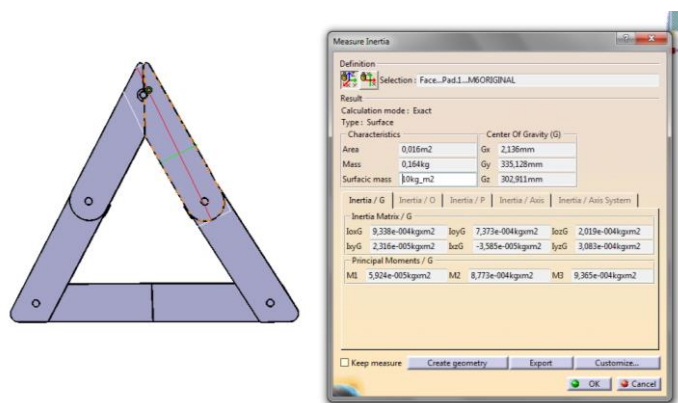 Measure Inertia
Definition
Selection : Face...Pad.1...M6ORIGINAL
Result
Calculation mode : Exact
Type : Surface
Characteristics
Center Of Gravity (G)
Area 0,016m2 Gx 2,136mm
Mass 0,164kg Gy 335,128mm
Surfacic mass 10kg_m2 Gz 302,911mm
Inertia / G Inertia / O Inertia / P Inertia / Axis Inertia / Axis System
Inertia Matrix / G
IoxG 9,338e-004kgxm2 IoyG 7,373e-004kgxm2 IozG 2,019e-004kgxm2
IxyG 2,316e-005kgxm2 IxzG -3,585e-005kgxm2 IyzG 3,083e-004kgxm2
Principal Moments / G
M1 5,924e-005kgxm2 M2 8,773e-004kgxm2 M3 9,365e-004kgxm2
Keep measure Create geometry Export Customize...
OK Cancel